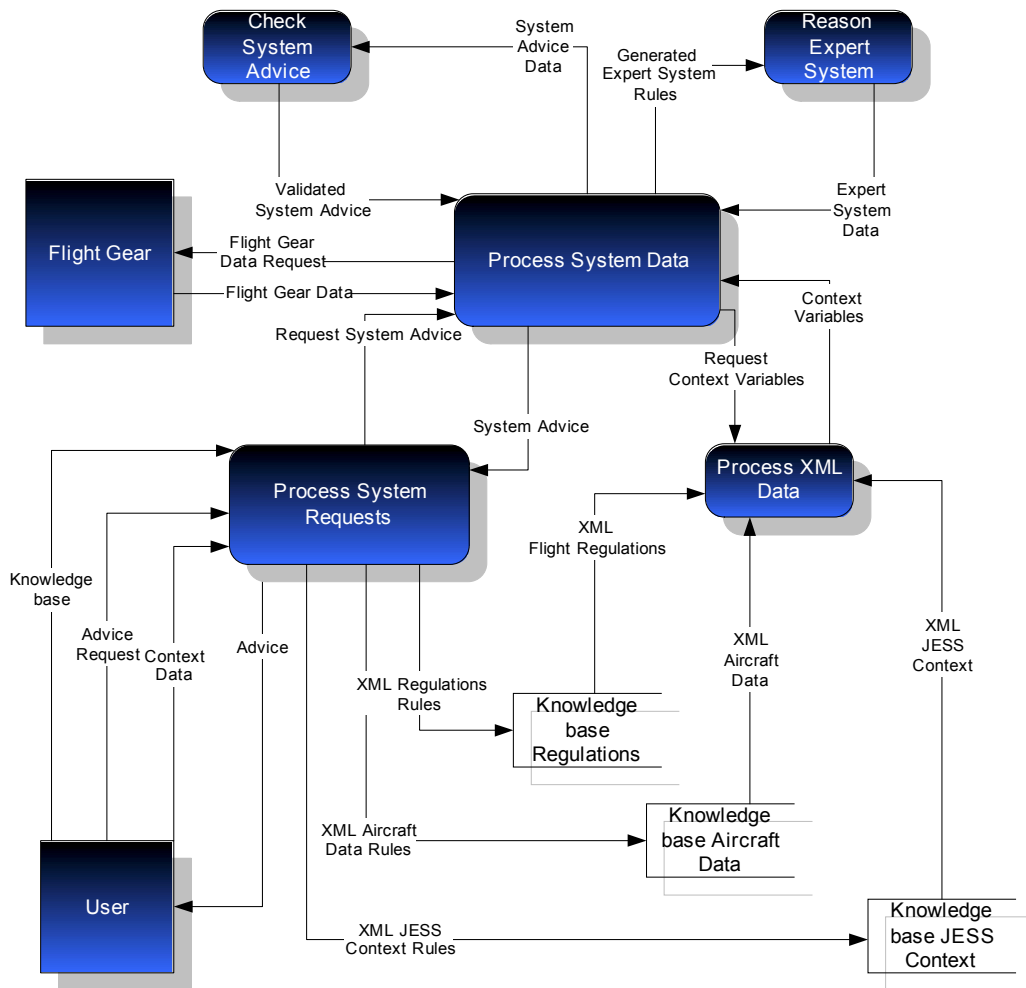 Check
System
Advice
System
Advice
Data
Generated
Expert System
Rules
Reason
Expert
System
Validated
System Advice
Expert
System
Data
Flight Gear
Flight Gear
Data Request
Flight Gear Data
Process System Data
Request System Advice
Context
Variables
Request
Context Variables
System Advice
Process System
Requests
Process XML
Data
XML
Flight Regulations
Knowledge
base
Advice
Request
Context
Data
Advice
XML Regulations
Rules
XML
Aircraft
Data
XML
JESS
Context
Knowledge
base
Regulations
XML Aircraft
Data Rules
Knowledge
base Aircraft
Data
User
XML JESS
Context Rules
Knowledge
base JESS
Context